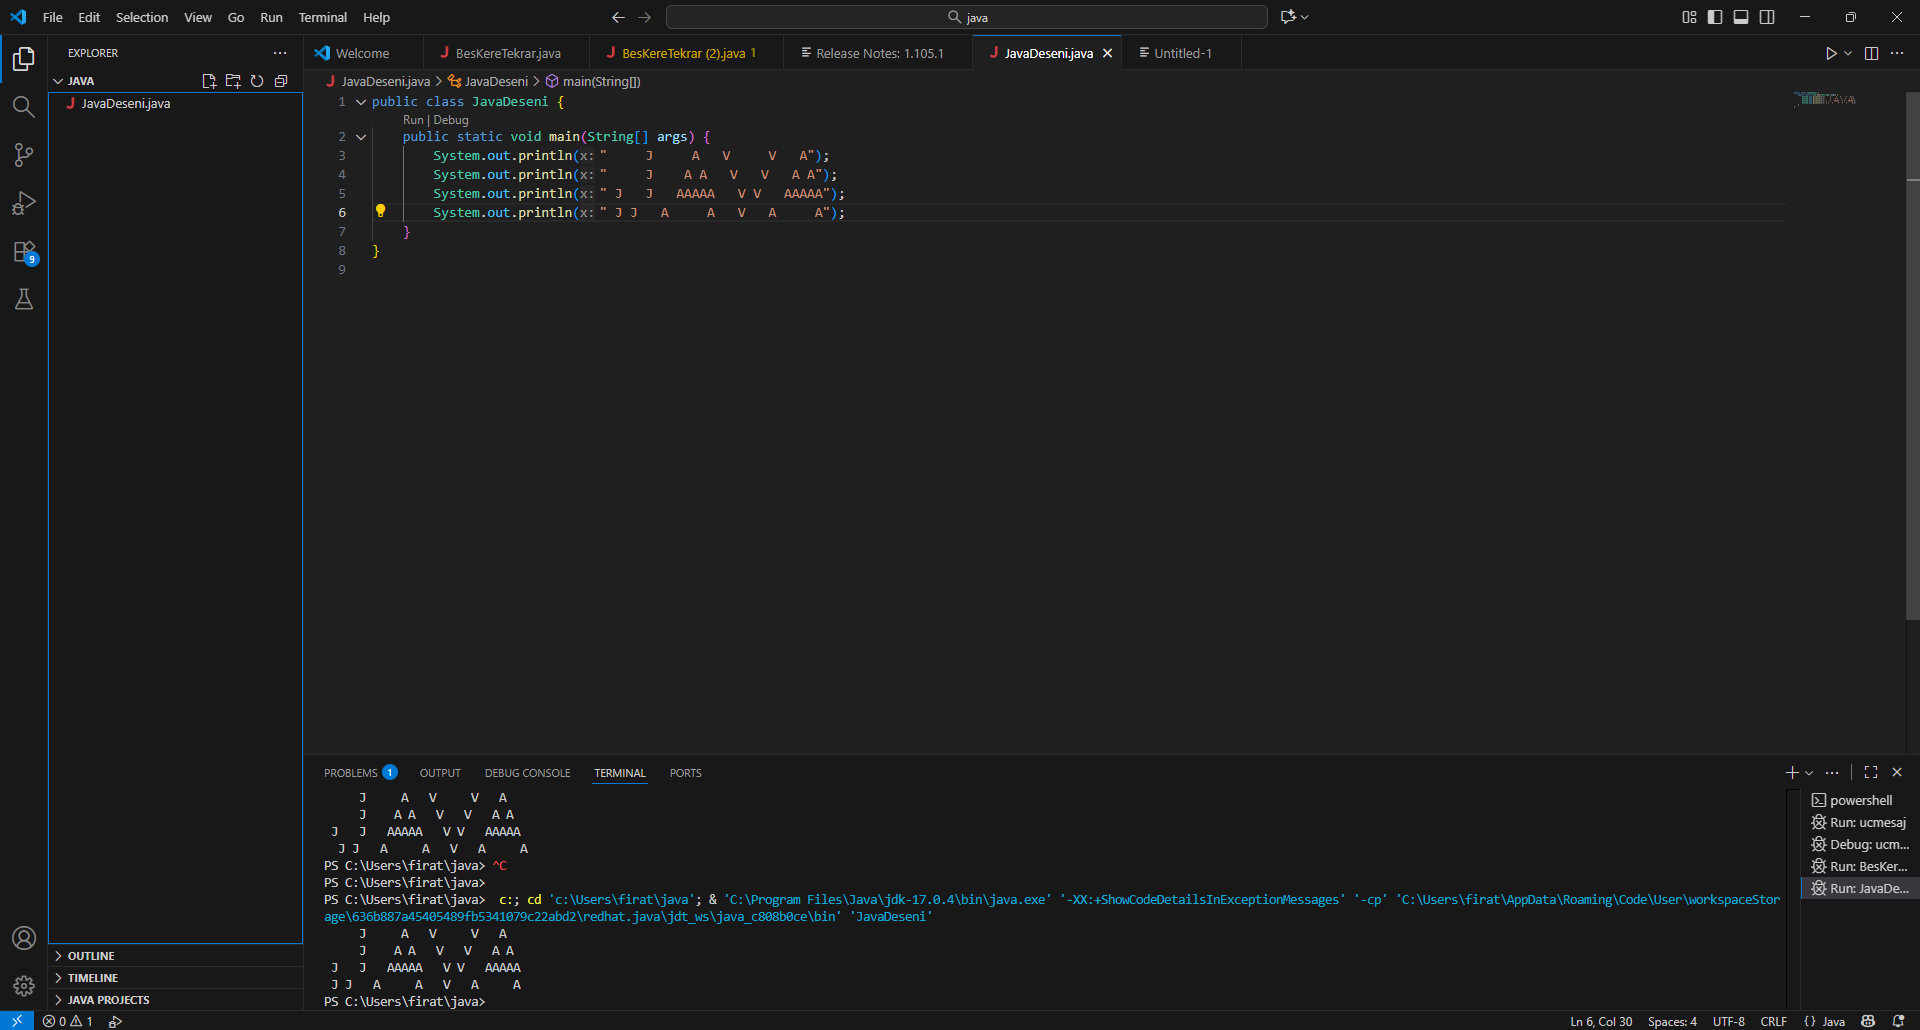 File Edit Selection View Go Run Terminal Help java
EXPLORER
JAVA
JavaDeseni.java
Welcome BesKereTekrar.java BesKereTekrar (2).java 1 Release Notes: 1.105.1 JavaDeseni.java Untitled-1
JavaDeseni.java > JavaDeseni > main(String[])
1 public class JavaDeseni {
Run | Debug
2     public static void main(String[] args) {
3         System.out.println(x: "     J     A   V     V   A");
4         System.out.println(x: "     J    A A   V   V   A A");
5         System.out.println(x: " J   J   AAAAA   V V   AAAAA");
6         System.out.println(x: " J J   A     A   V   A     A");
7     }
8 }
9
PROBLEMS 1 OUTPUT DEBUG CONSOLE TERMINAL PORTS
     J     A   V     V   A
     J    A A   V   V   A A
 J   J   AAAAA   V V   AAAAA
  J J   A     A   V   A     A
PS C:\Users\firat\java> ^C
PS C:\Users\firat\java>
PS C:\Users\firat\java>  c:; cd 'c:\Users\firat\java'; & 'C:\Program Files\Java\jdk-17.0.4\bin\java.exe' '-XX:+ShowCodeDetailsInExceptionMessages' '-cp' 'C:\Users\firat\AppData\Roaming\Code\User\workspaceStor
age\636b887a45405489fb5341079c22abd2\redhat.java\jdt_ws\java_c808b0ce\bin' 'JavaDeseni'
     J     A   V     V   A
     J    A A   V   V   A A
 J   J   AAAAA   V V   AAAAA
 J J   A     A   V   A     A
PS C:\Users\firat\java>
powershell
Run: ucmesaj
Debug: ucm...
Run: BesKer...
Run: JavaDe...
9
OUTLINE
TIMELINE
JAVA PROJECTS
0 1 Ln 6, Col 30 Spaces: 4 UTF-8 CRLF {} Java